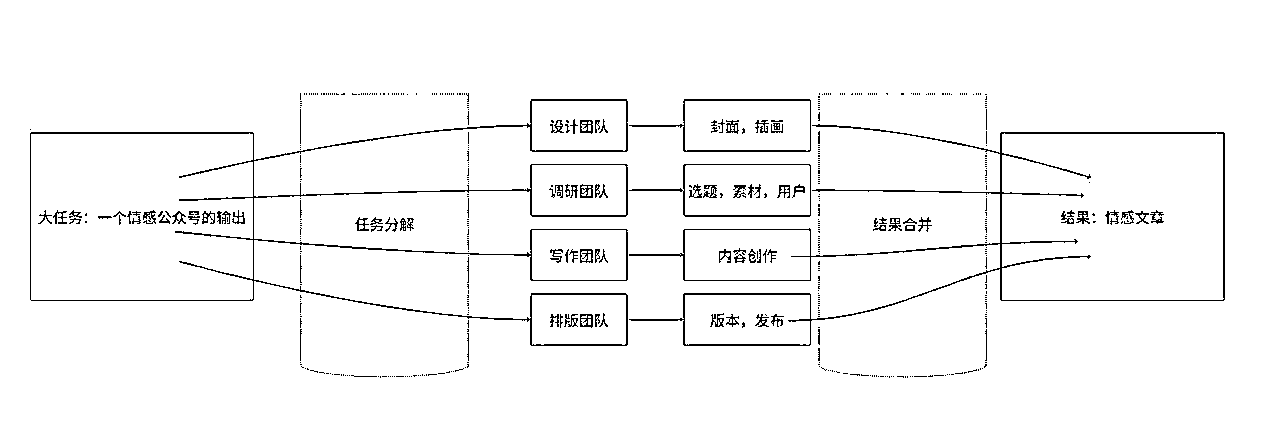 大任务：一个情感公众号的输出
任务分解
设计团队
封面，插画
调研团队
选题，素材，用户
写作团队
内容创作
排版团队
版本，发布
结果合并
结果：情感文章